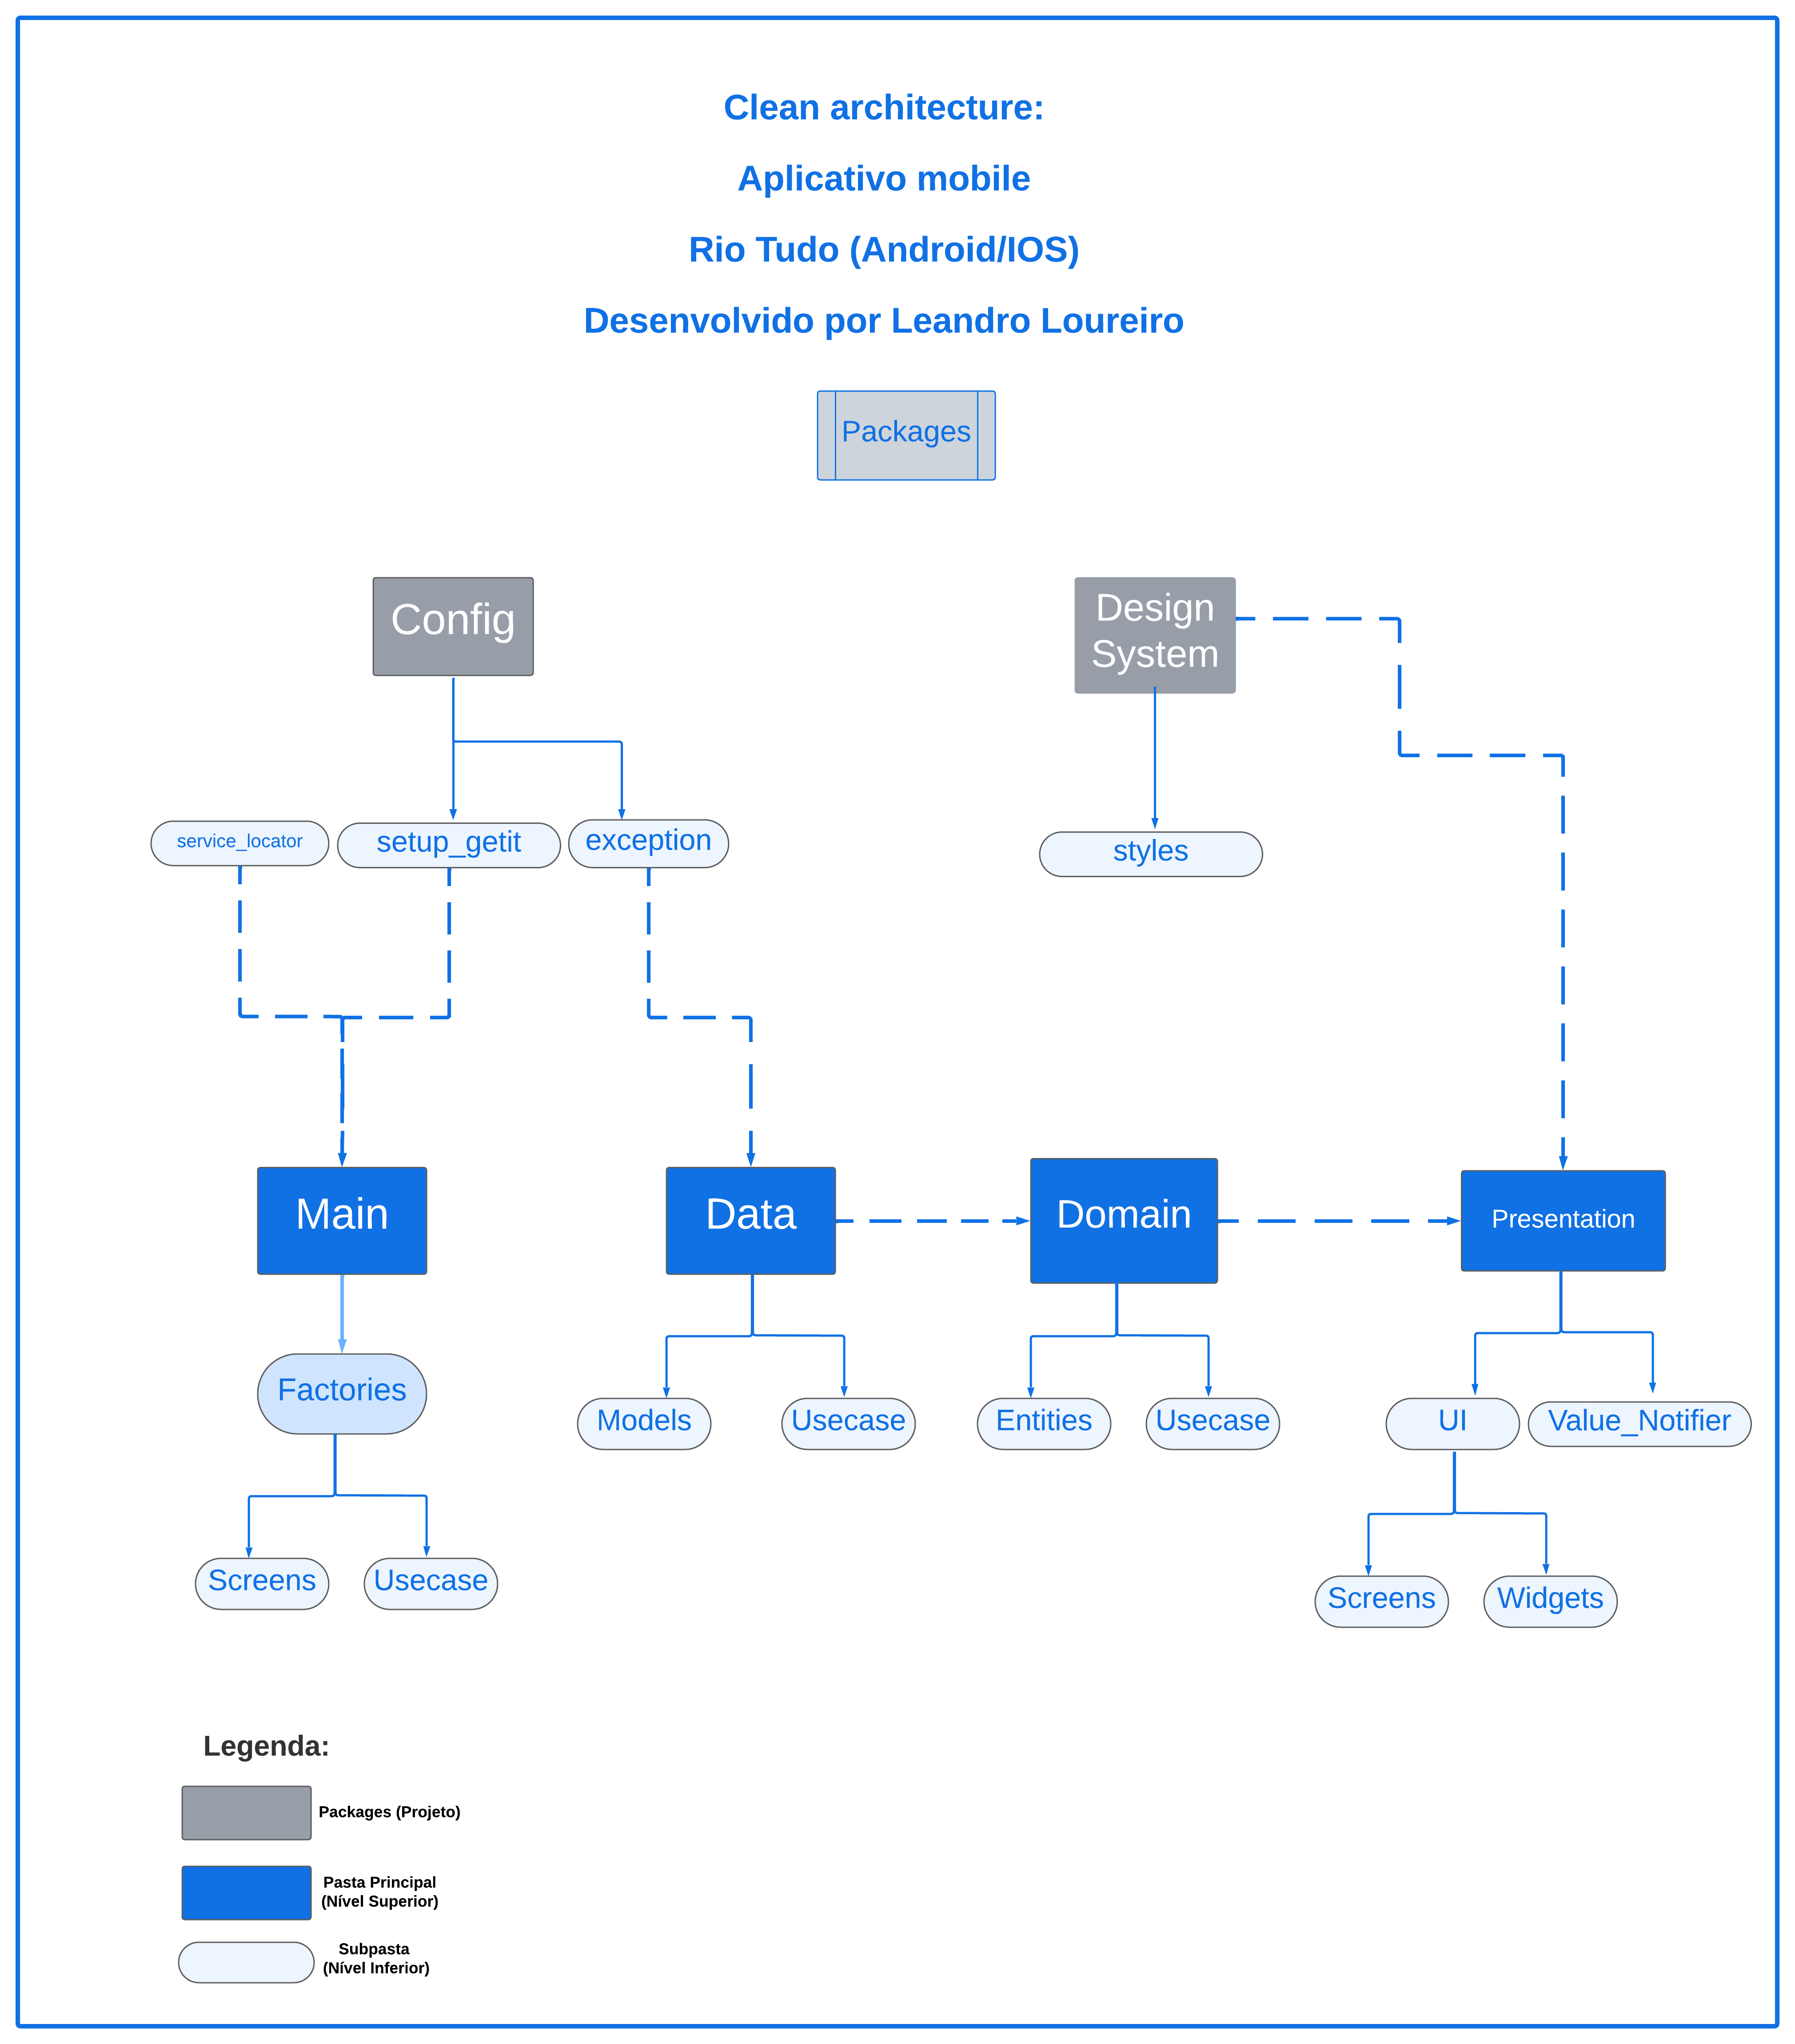 Clean architecture:
Aplicativo mobile
Rio Tudo (Android/IOS)
Desenvolvido por Leandro Loureiro
Packages
Config
Design
System
service_locator
setup_getit
exception
styles
Main
Data
Domain
Presentation
Factories
Models
Usecase
Entities
Usecase
UI
Value_Notifier
Screens
Usecase
Screens
Widgets
Legenda:
Packages (Projeto)
Pasta Principal
(Nível Superior)
Subpasta
(Nível Inferior)